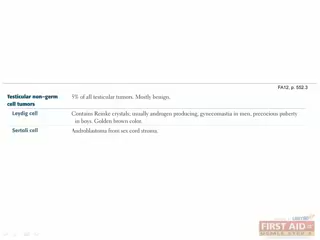 FA12, p. 552.3
Testicular non-germ cell tumors
5% of all testicular tumors. Mostly benign.
Leydig cell
Contains Reinke crystals; usually androgen producing, gynecomastia in men, precocious puberty
in boys. Golden brown color.
Sertoli cell
Androblastoma from sex cord stroma.
FIRST AID